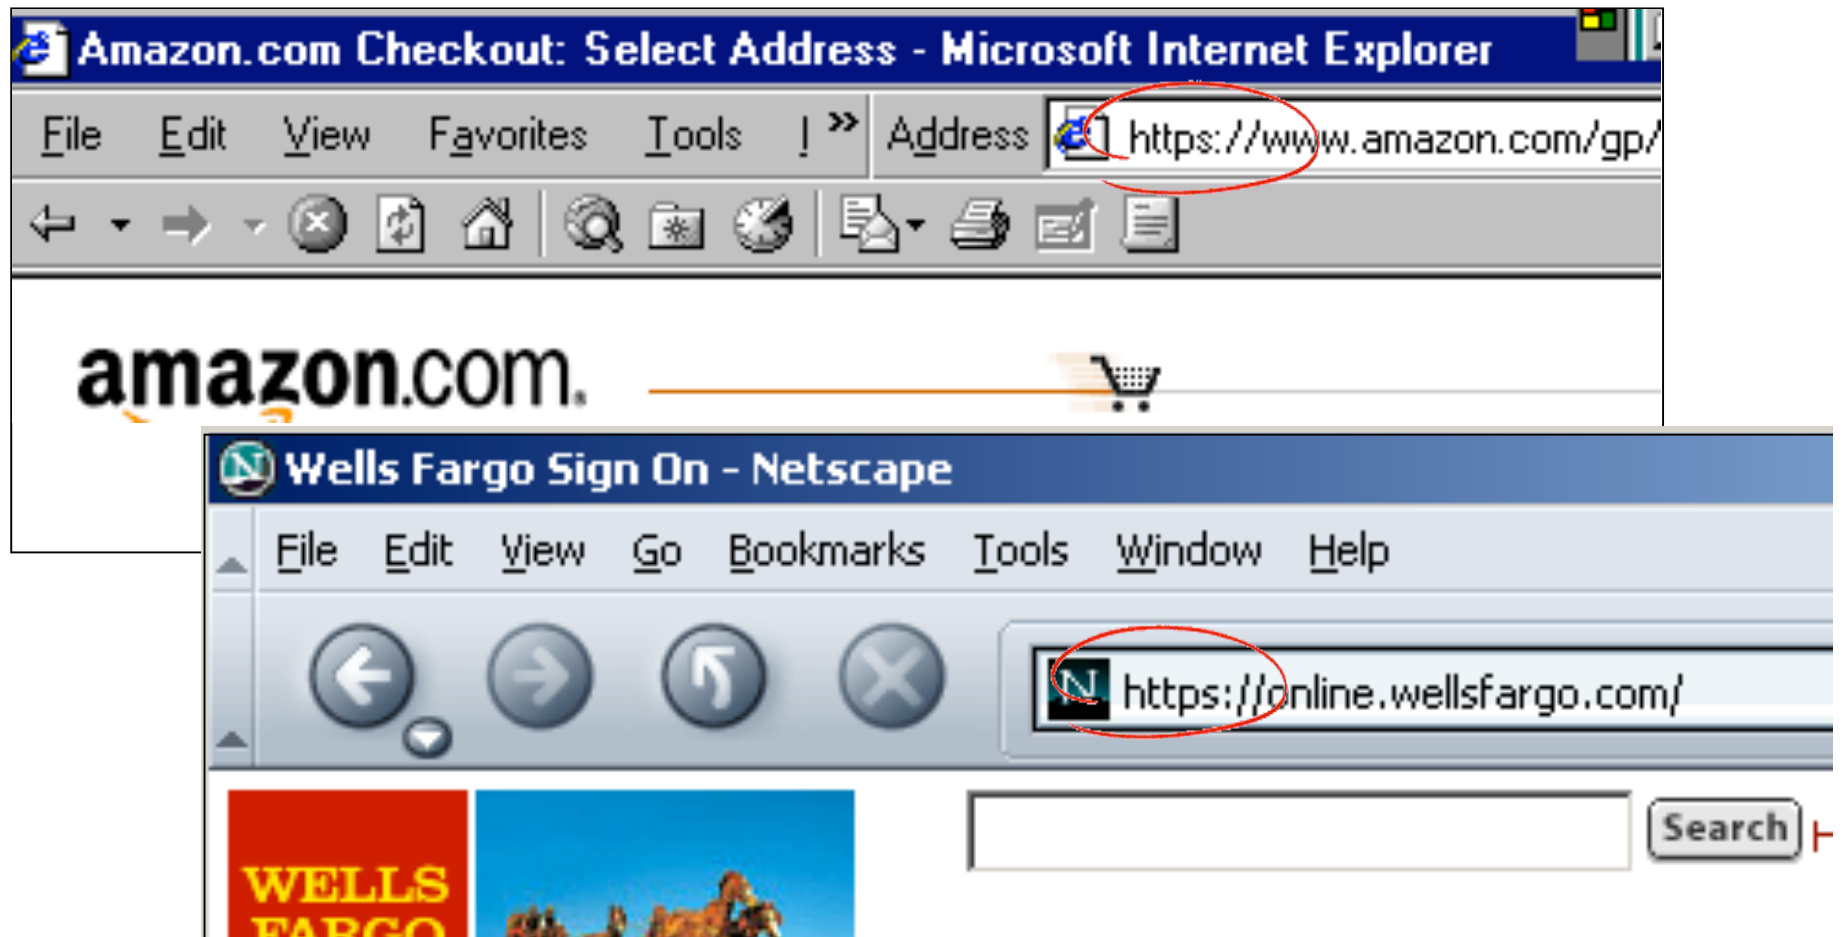 Amazon.com Checkout: Select Address - Microsoft Internet Explorer
File Edit View Favorites Tools » Address https://www.amazon.com/gp/
amazon.com.
Wells Fargo Sign On - Netscape
File Edit View Go Bookmarks Tools Window Help
N https://online.wellsfargo.com/
Search
WELLS
FARGO